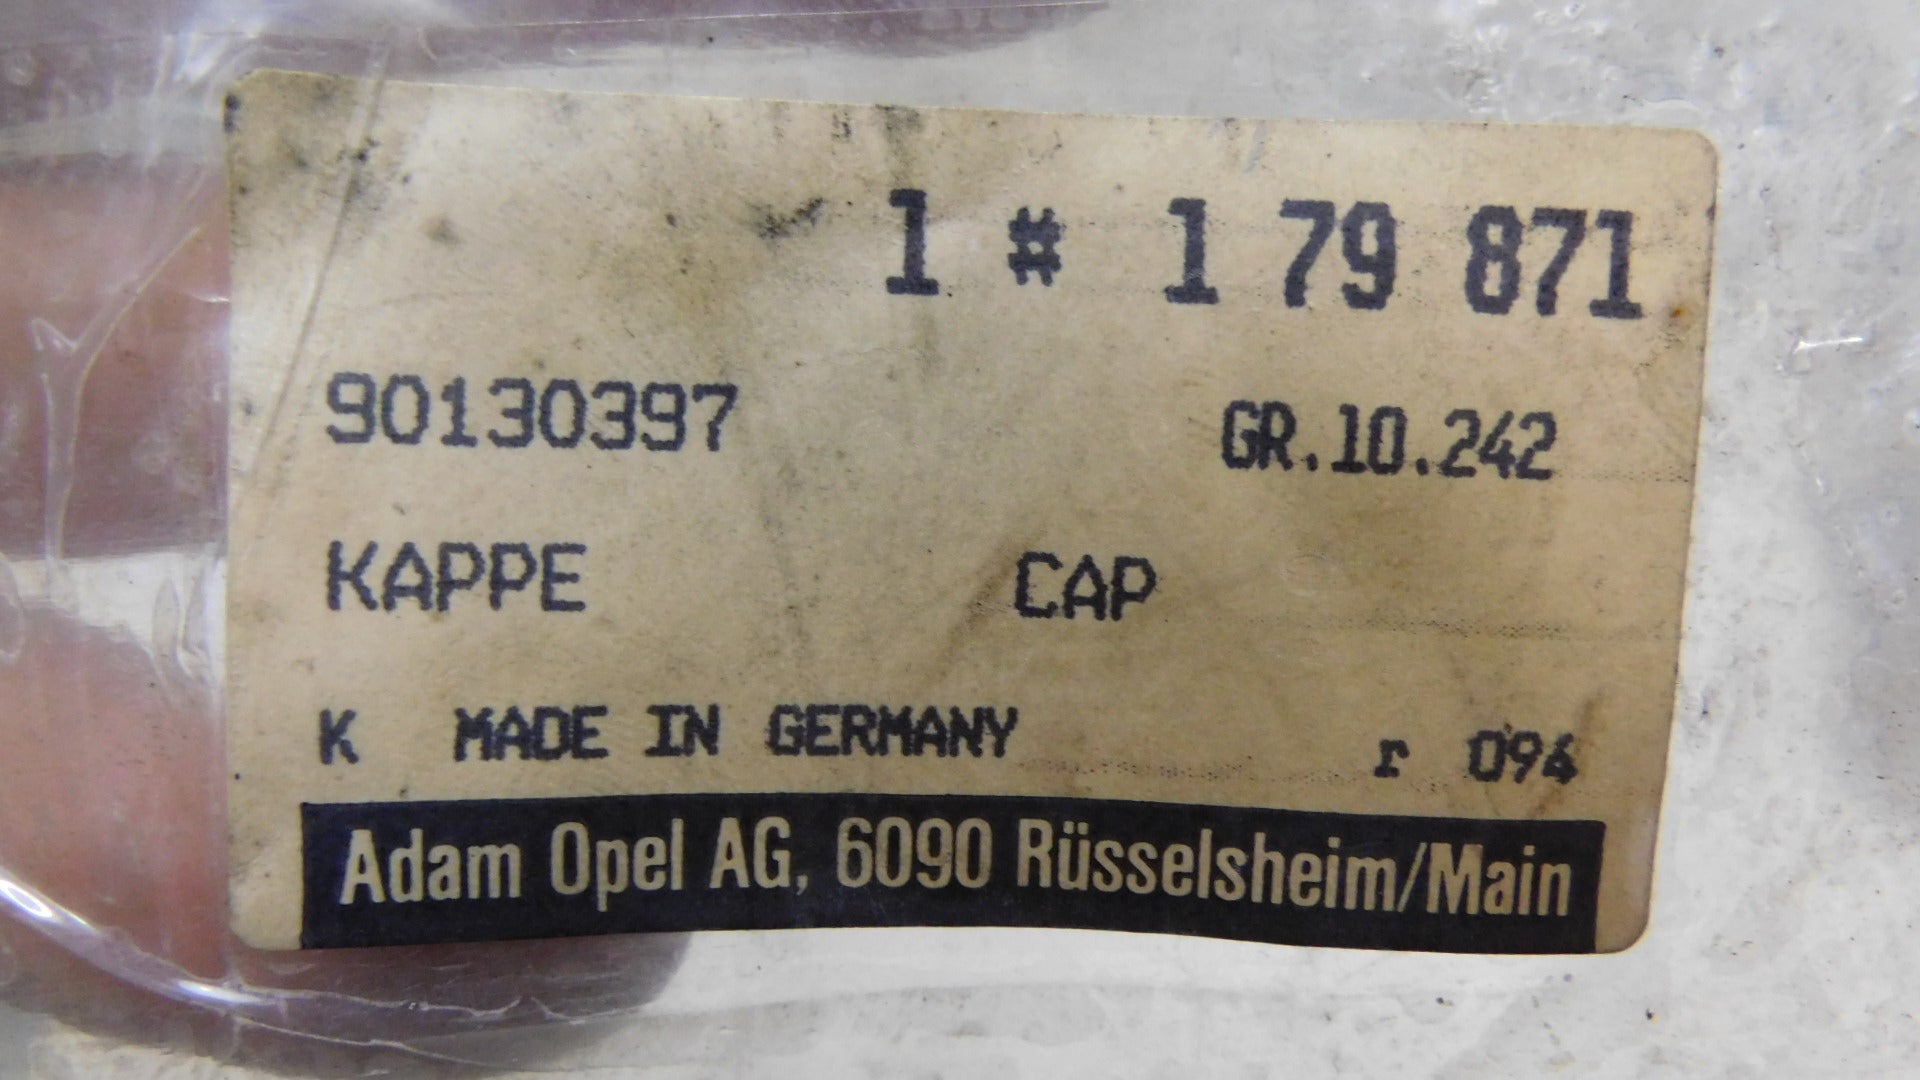 1 # 1 79 871
90130397 GR.10.242
KAPPE CAP
K MADE IN GERMANY r 094
Adam Opel AG, 6090 Rüsselsheim/Main